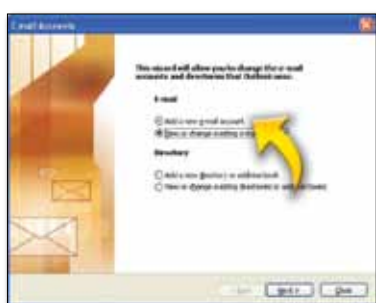 E-mail Accounts
This wizard will allow you to change the e-mail
accounts and directories that Outlook uses.
E-mail
Add a new e-mail account
View or change existing e-mail
Directory
Add a new directory or address book
View or change existing directories or address books
Next >
Close